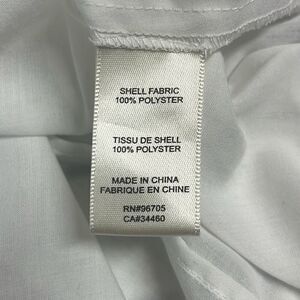 SHELL FABRIC
100% POLYSTER
TISSU DE SHELL
100% POLYSTER
MADE IN CHINA
FABRIQUE EN CHINE
RN#96705
CA#34460